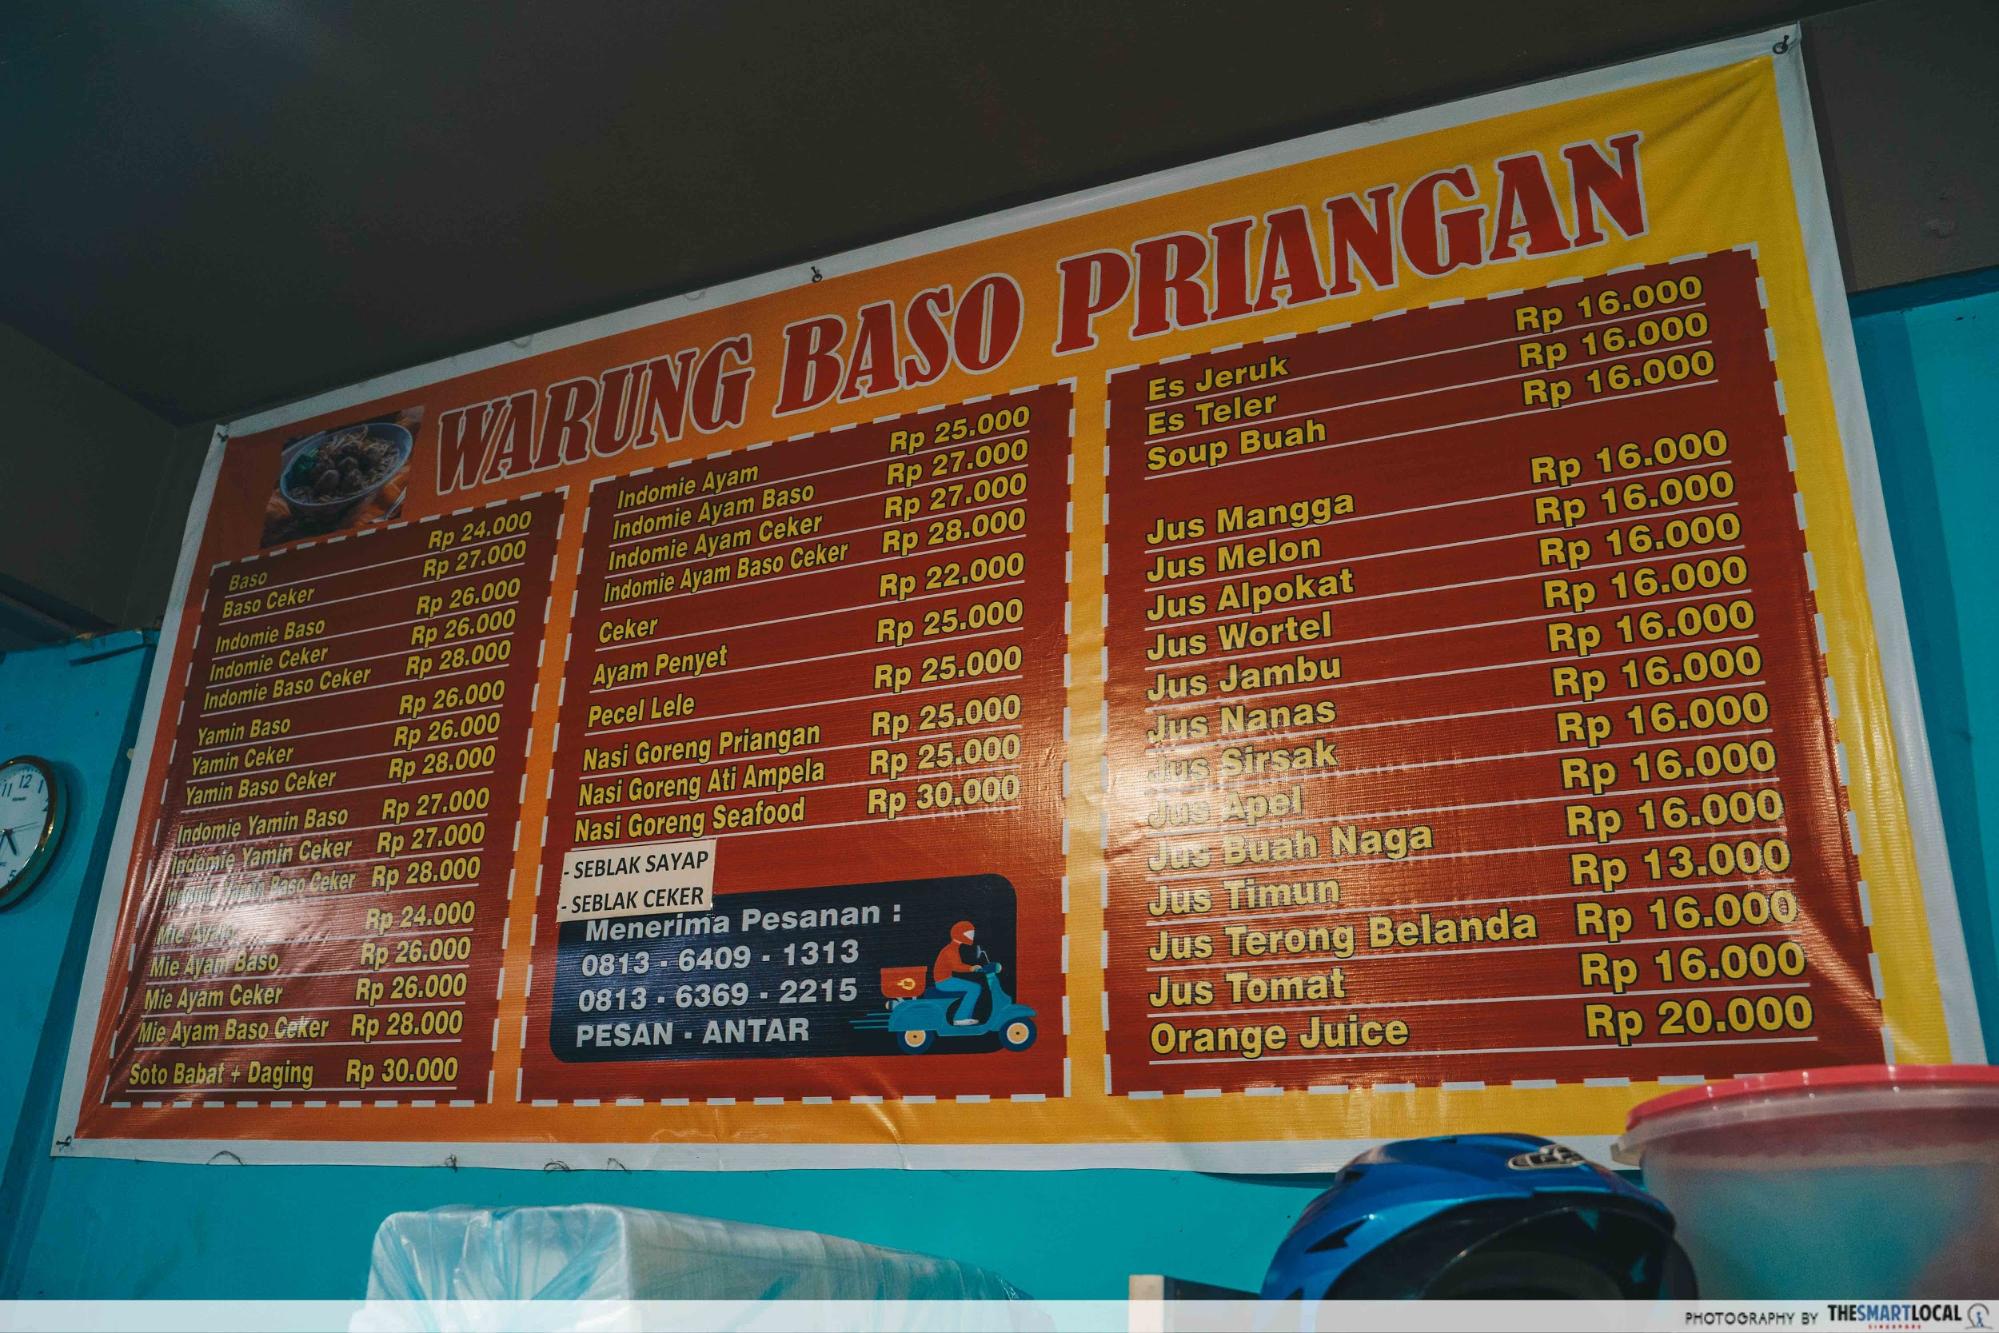 WARUNG BASO PRIANGAN
Baso Rp 24.000
Baso Ceker Rp 27.000
Indomie Baso Rp 26.000
Indomie Ceker Rp 26.000
Indomie Baso Ceker Rp 28.000
Yamin Baso Rp 26.000
Yamin Ceker Rp 26.000
Yamin Baso Ceker Rp 28.000
Indomie Yamin Baso Rp 27.000
Indomie Yamin Ceker Rp 27.000
Indomie Yamin Baso Ceker Rp 28.000
Mie Ayam Rp 24.000
Mie Ayam Baso Rp 26.000
Mie Ayam Ceker Rp 26.000
Mie Ayam Baso Ceker Rp 28.000
Soto Babat + Daging Rp 30.000
Indomie Ayam Rp 25.000
Indomie Ayam Baso Rp 27.000
Indomie Ayam Ceker Rp 27.000
Indomie Ayam Baso Ceker Rp 28.000
Ceker Rp 22.000
Ayam Penyet Rp 25.000
Pecel Lele Rp 25.000
Nasi Goreng Priangan Rp 25.000
Nasi Goreng Ati Ampela Rp 25.000
Nasi Goreng Seafood Rp 30.000
- SEBLAK SAYAP
- SEBLAK CEKER
Menerima Pesanan :
0813 - 6409 - 1313
0813 - 6369 - 2215
PESAN - ANTAR
Es Jeruk Rp 16.000
Es Teler Rp 16.000
Soup Buah Rp 16.000
Jus Mangga Rp 16.000
Jus Melon Rp 16.000
Jus Alpokat Rp 16.000
Jus Wortel Rp 16.000
Jus Jambu Rp 16.000
Jus Nanas Rp 16.000
Jus Sirsak Rp 16.000
Jus Apel Rp 16.000
Jus Buah Naga Rp 16.000
Jus Timun Rp 13.000
Jus Terong Belanda Rp 16.000
Jus Tomat Rp 16.000
Orange Juice Rp 20.000
11 12
PHOTOGRAPHY BY THESMARTLOCAL
SINGAPORE